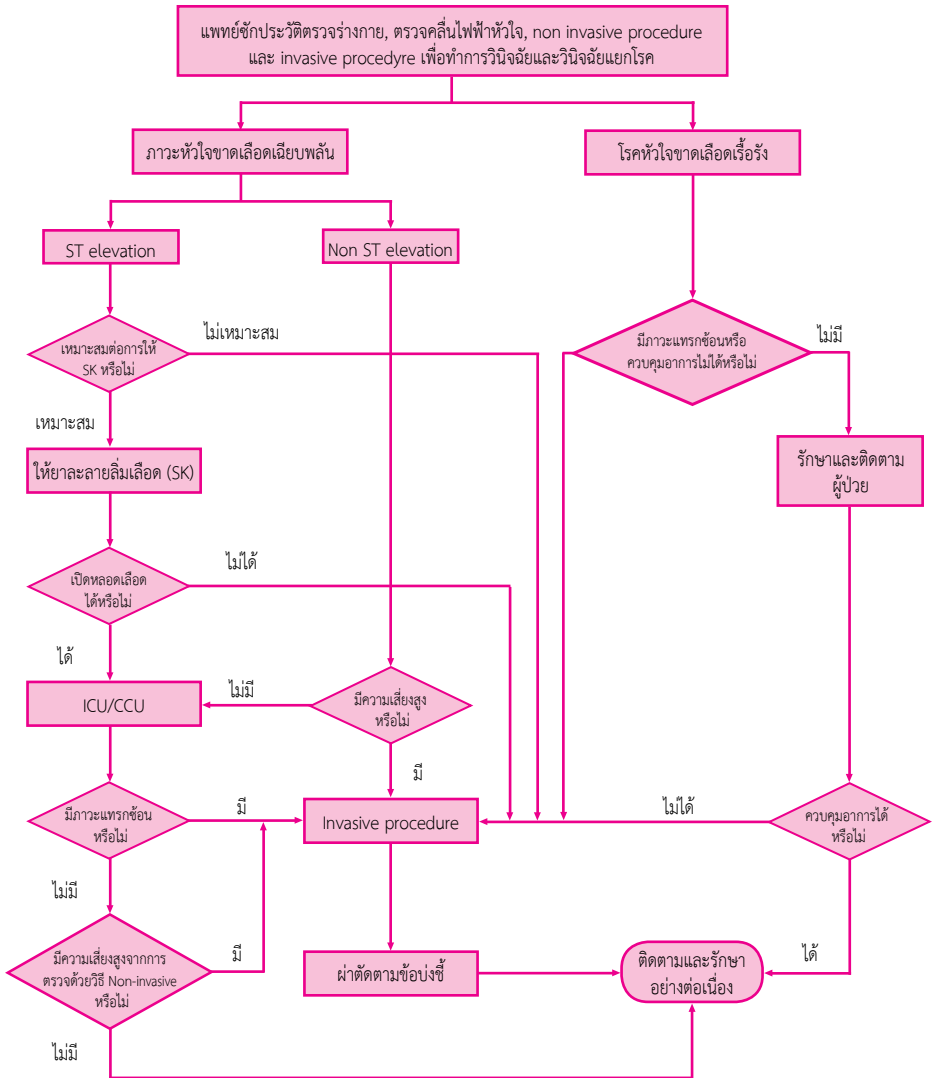 แพทย์ซักประวัติตรวจร่างกาย, ตรวจคลื่นไฟฟ้าหัวใจ, non invasive procedure
และ invasive procedyre เพื่อทำการวินิจฉัยและวินิจฉัยแยกโรค
ภาวะหัวใจขาดเลือดเฉียบพลัน
โรคหัวใจขาดเลือดเรื้อรัง
ST elevation
Non ST elevation
เหมาะสมต่อการให้
SK หรือไม่
ไม่เหมาะสม
มีภาวะแทรกซ้อนหรือ
ควบคุมอาการไม่ได้หรือไม่
ไม่มี
เหมาะสม
ให้ยาละลายลิ่มเลือด (SK)
รักษาและติดตาม
ผู้ป่วย
เปิดหลอดเลือด
ได้หรือไม่
ไม่ได้
ได้
ICU/CCU
ไม่มี
มีความเสี่ยงสูง
หรือไม่
มี
มีภาวะแทรกซ้อน
หรือไม่
มี
Invasive procedure
ไม่ได้
ควบคุมอาการได้
หรือไม่
ไม่มี
มีความเสี่ยงสูงจากการ
ตรวจด้วยวิธี Non-invasive
หรือไม่
มี
ผ่าตัดตามข้อบ่งชี้
ติดตามและรักษา
อย่างต่อเนื่อง
ได้
ไม่มี